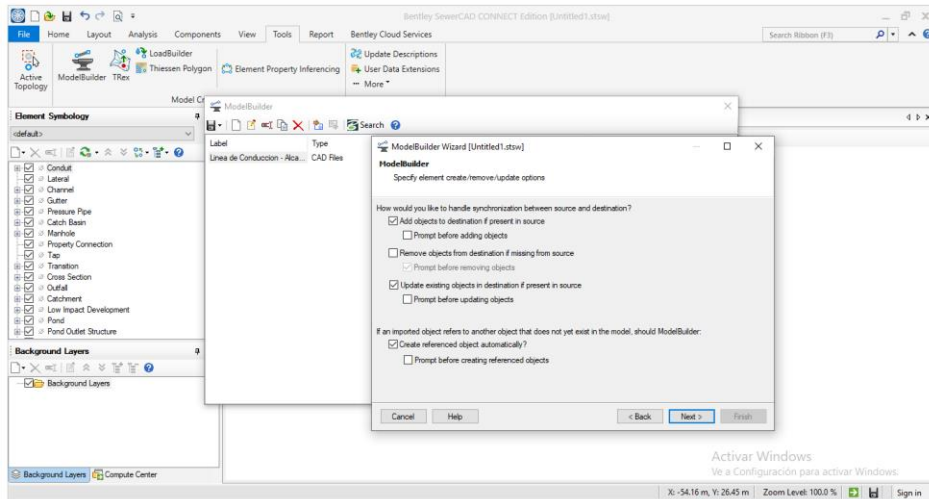 Bentley SewerCAD CONNECT Edition [Untitled1.stsw]
File Home Layout Analysis Components View Tools Report Bentley Cloud Services
Search Ribbon (F3)
Active Topology
ModelBuilder
TRex
LoadBuilder
Thiessen Polygon
Element Property Inferencing
Update Descriptions
User Data Extensions
More
Model Cr
Element Symbology
<default>
Conduit
Lateral
Channel
Gutter
Pressure Pipe
Catch Basin
Manhole
Property Connection
Tap
Transition
Cross Section
Outfall
Catchment
Low Impact Development
Pond
Pond Outlet Structure
Background Layers
Background Layers
Background Layers Compute Center
ModelBuilder
Search
Label Type
Linea de Conduccion - Alca... CAD Files
ModelBuilder Wizard [Untitled1.stsw]
ModelBuilder
Specify element create/remove/update options
How would you like to handle synchronization between source and destination?
Add objects to destination if present in source
Prompt before adding objects
Remove objects from destination if missing from source
Prompt before removing objects
Update existing objects in destination if present in source
Prompt before updating objects
If an imported object refers to another object that does not yet exist in the model, should ModelBuilder:
Create referenced object automatically?
Prompt before creating referenced objects
Cancel Help < Back Next > Finish
Activar Windows
Ve a Configuración para activar Windows.
X: -54.16 m, Y: 26.45 m Zoom Level: 100.0 % Sign in